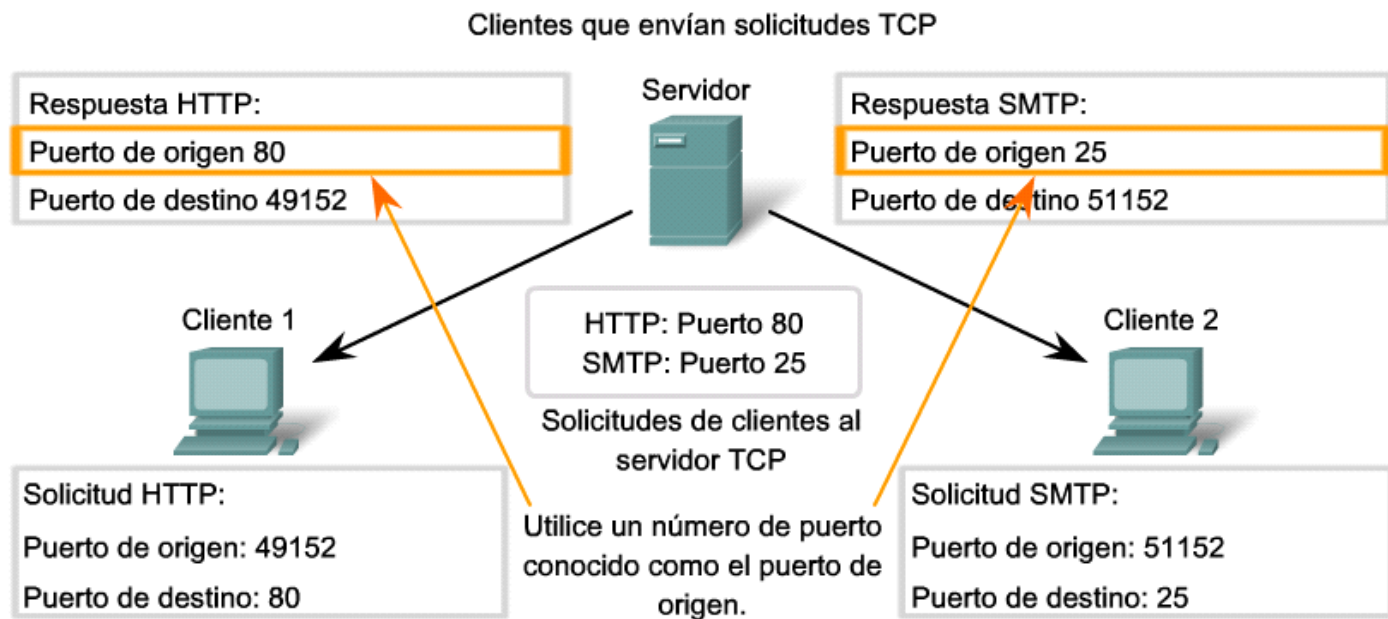 Clientes que envían solicitudes TCP
Respuesta HTTP:
Puerto de origen 80
Puerto de destino 49152
Servidor
Respuesta SMTP:
Puerto de origen 25
Puerto de destino 51152
Cliente 1
HTTP: Puerto 80
SMTP: Puerto 25
Cliente 2
Solicitudes de clientes al
servidor TCP
Solicitud HTTP:
Puerto de origen: 49152
Puerto de destino: 80
Utilice un número de puerto
conocido como el puerto de
origen.
Solicitud SMTP:
Puerto de origen: 51152
Puerto de destino: 25